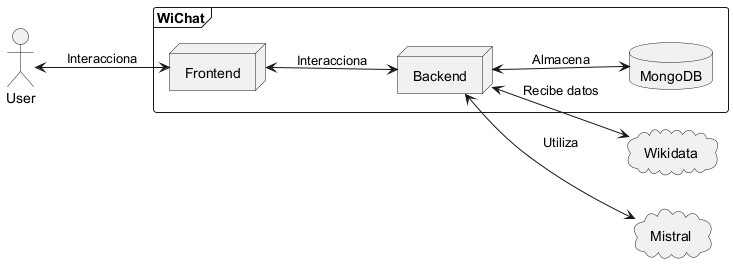 WiChat
User
Interacciona
Frontend
Interacciona
Backend
Almacena
MongoDB
Recibe datos
Wikidata
Utiliza
Mistral